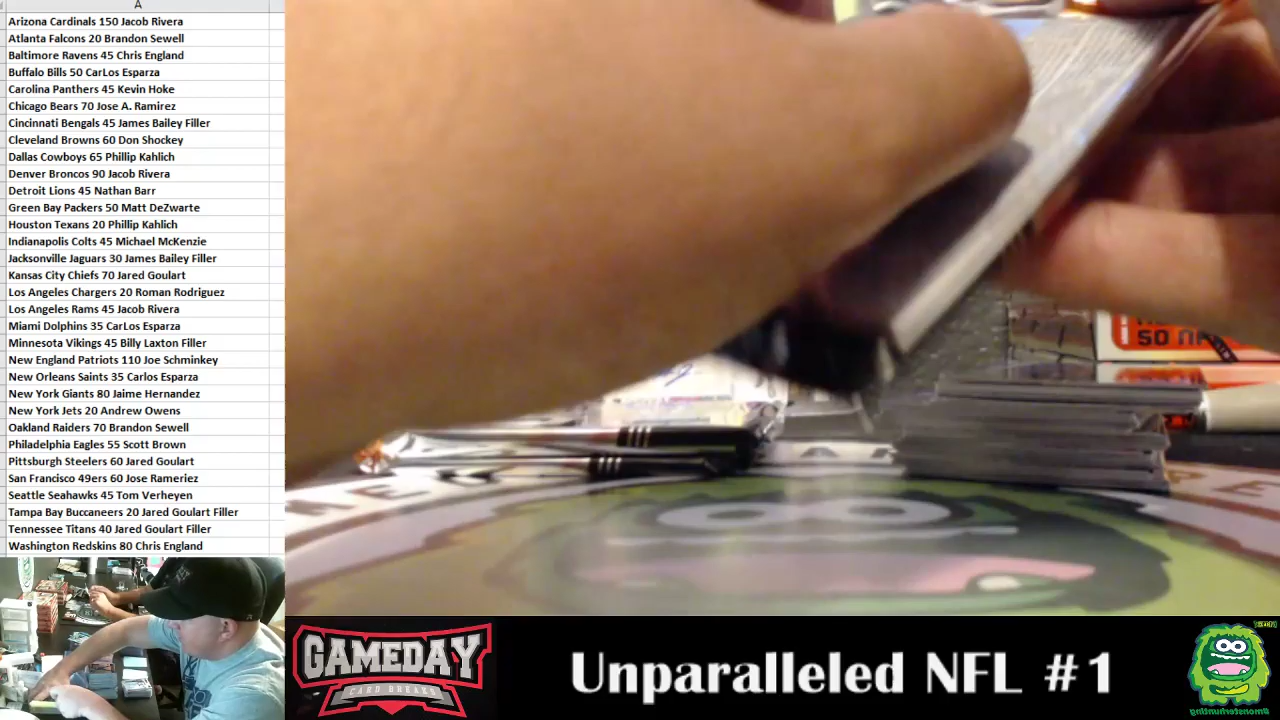 A
Arizona Cardinals 150 Jacob Rivera
Atlanta Falcons 20 Brandon Sewell
Baltimore Ravens 45 Chris England
Buffalo Bills 50 CarLos Esparza
Carolina Panthers 45 Kevin Hoke
Chicago Bears 70 Jose A. Ramirez
Cincinnati Bengals 45 James Bailey Filler
Cleveland Browns 60 Don Shockey
Dallas Cowboys 65 Phillip Kahlich
Denver Broncos 90 Jacob Rivera
Detroit Lions 45 Nathan Barr
Green Bay Packers 50 Matt DeZwarte
Houston Texans 20 Phillip Kahlich
Indianapolis Colts 45 Michael McKenzie
Jacksonville Jaguars 30 James Bailey Filler
Kansas City Chiefs 70 Jared Goulart
Los Angeles Chargers 20 Roman Rodriguez
Los Angeles Rams 45 Jacob Rivera
Miami Dolphins 35 CarLos Esparza
Minnesota Vikings 45 Billy Laxton Filler
New England Patriots 110 Joe Schminkey
New Orleans Saints 35 Carlos Esparza
New York Giants 80 Jaime Hernandez
New York Jets 20 Andrew Owens
Oakland Raiders 70 Brandon Sewell
Philadelphia Eagles 55 Scott Brown
Pittsburgh Steelers 60 Jared Goulart
San Francisco 49ers 60 Jose Rameriez
Seattle Seahawks 45 Tom Verheyen
Tampa Bay Buccaneers 20 Jared Goulart Filler
Tennessee Titans 40 Jared Goulart Filler
Washington Redskins 80 Chris England
50
GAMEDAY
CARD BREAKS
Unparalleled NFL #1
#monsterhunting